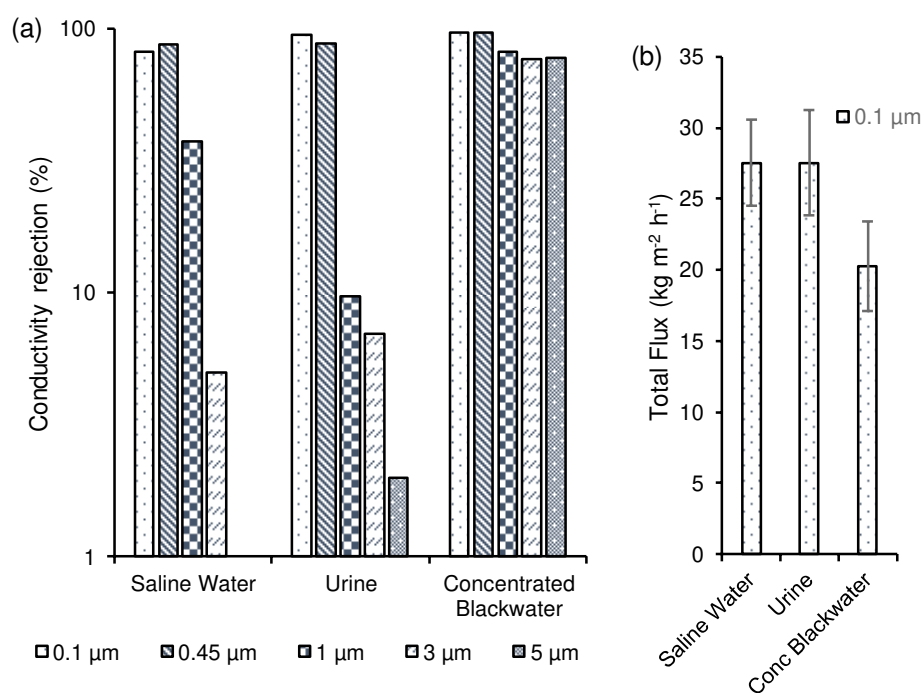 (a)
100
10
1
Conductivity rejection (%)
Saline Water
Urine
Concentrated
Blackwater
0.1 µm
0.45 µm
1 µm
3 µm
5 µm
(b)
35
30
25
20
15
10
5
0
Total Flux (kg m⁻² h⁻¹)
0.1 µm
Saline Water
Urine
Conc Blackwater